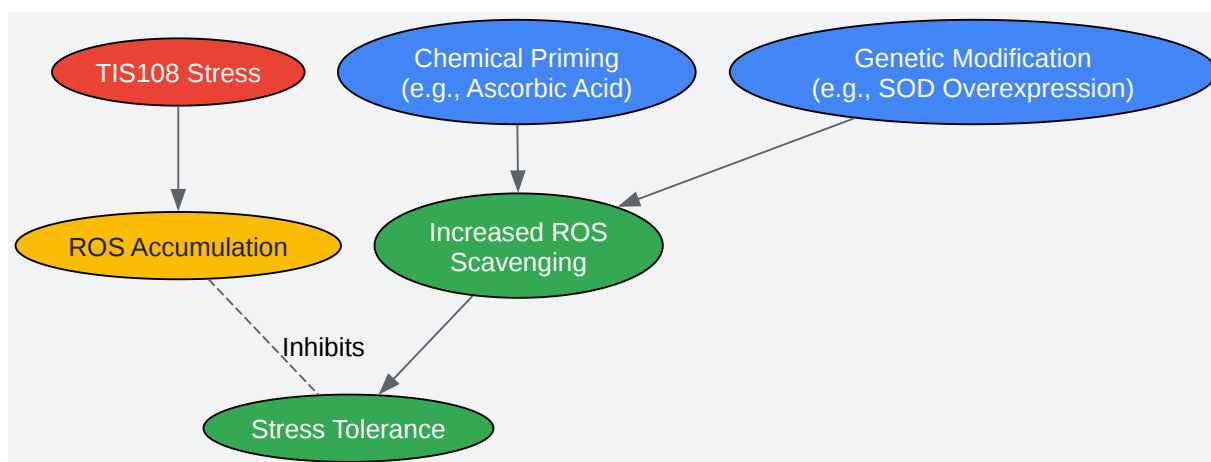 TIS108 Stress
Chemical Priming
(e.g., Ascorbic Acid)
Genetic Modification
(e.g., SOD Overexpression)
ROS Accumulation
Increased ROS
Scavenging
Inhibits
Stress Tolerance